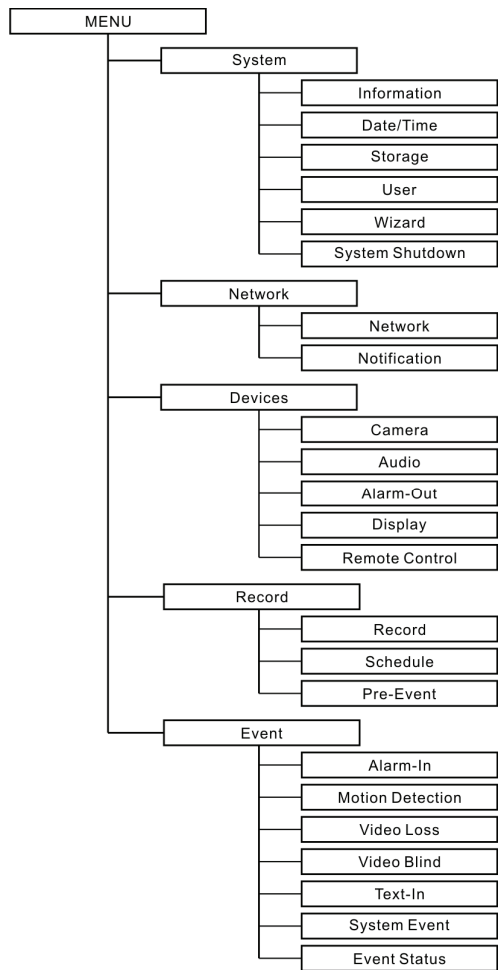 MENU
System
Information
Date/Time
Storage
User
Wizard
System Shutdown
Network
Network
Notification
Devices
Camera
Audio
Alarm-Out
Display
Remote Control
Record
Record
Schedule
Pre-Event
Event
Alarm-In
Motion Detection
Video Loss
Video Blind
Text-In
System Event
Event Status